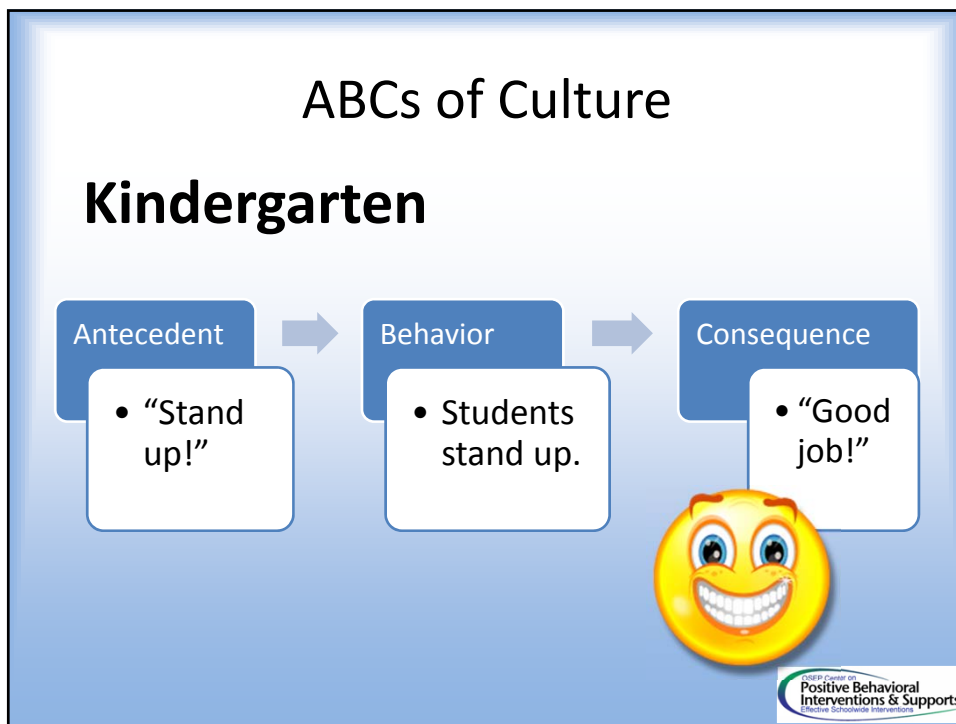 ABCs of Culture
Kindergarten
Antecedent
• “Stand
up!”
Behavior
• Students
stand up.
Consequence
• “Good
job!”
OSEP Center on
Positive Behavioral
Interventions & Supports
Effective Schoolwide Interventions